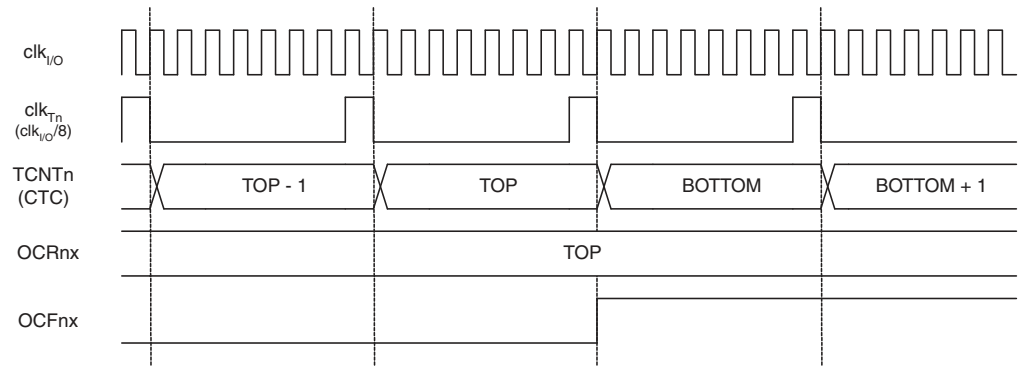 clkI/O
clkTn
(clkI/O/8)
TCNTn
(CTC)
TOP - 1 TOP BOTTOM BOTTOM + 1
OCRnx
TOP
OCFnx